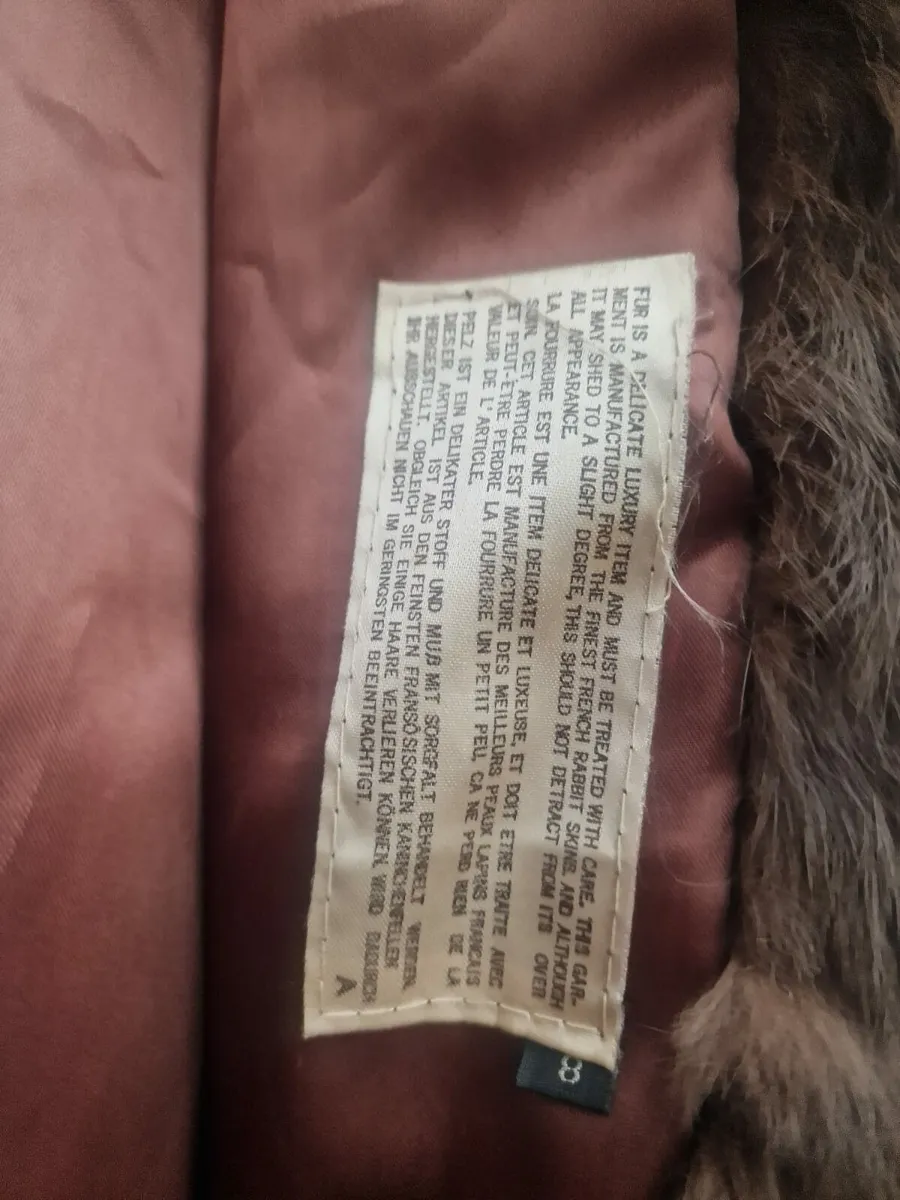 FUR IS A DELICATE LUXURY ITEM AND MUST BE TREATED WITH CARE. THIS GAR-
MENT IS MANUFACTURED FROM THE FINEST FRENCH RABBIT SKINS, AND ALTHOUGH
IT MAY SHED TO A SLIGHT DEGREE, THIS SHOULD NOT DETRACT FROM IT'S OVER
ALL APPEARANCE.
LA FOURRURE EST UNE ITEM DELICATE ET LUXEUSE, ET DOIT ETRE TRAITE AVEC
SOIN. CET ARTICLE EST MANUFACTURE DES MEILLEURS PEAUX LAPINS FRANCAIS
ET PEUT-ÊTRE PERDRE LA FOURRURE UN PETIT PEU, CA NE PERD RIEN DE LA
VALEUR DE L'ARTICLE.
PELZ IST EIN DELIKATER STOFF UND MUß MIT SORGFALT BEHANDELT WERDEN.
DIESER ARTIKEL IST AUS DEN FEINSTEN FRANSÖSISCHEN KANINCHENFELLEN
HERGESTELLT. OBGLEICH SIE EINIGE HAARE VERLIEREN KÖNNEN, WIRD DADURCH
IHR AUSSCHAUEN NICHT IM GERINGSTEN BEEINTRACHTIGT.
A
8